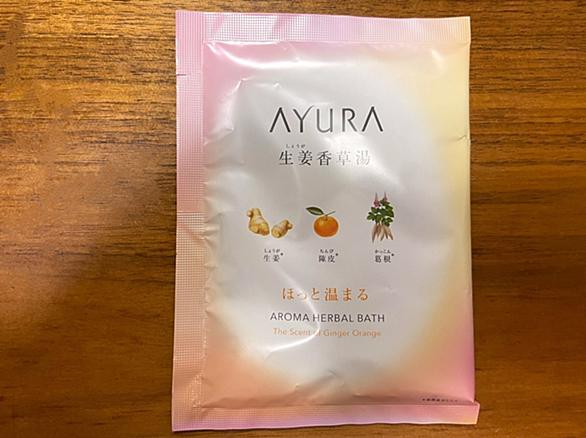 AYURA
しょうが
生姜香草湯
しょうが ちんぴ かっこん
生姜* 陳皮* 葛根*
ほっと温まる
AROMA HERBAL BATH
The Scent of Ginger Orange